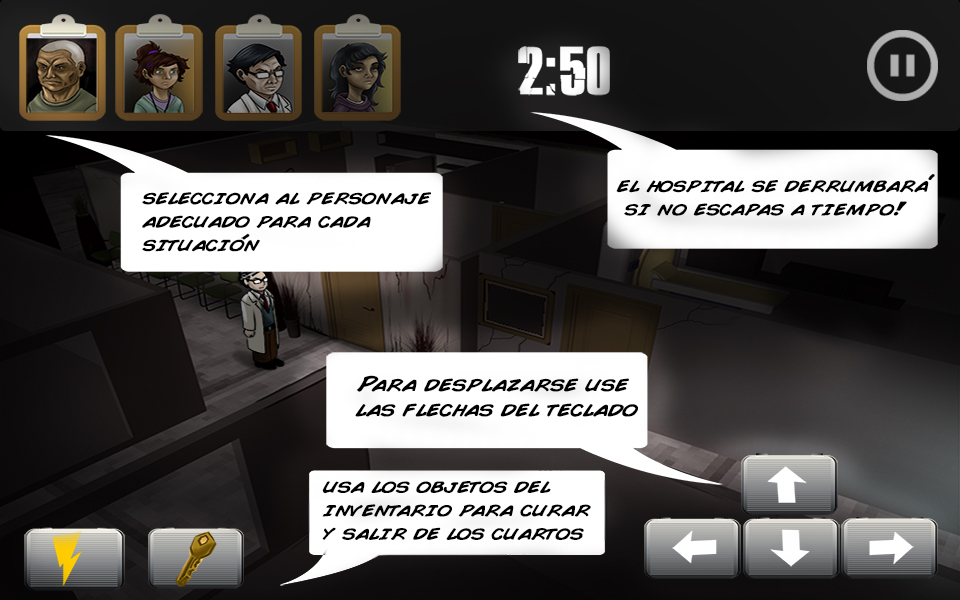 2:50
SELECCIONA AL PERSONAJE
ADECUADO PARA CADA
SITUACIÓN
EL HOSPITAL SE DERRUMBARÁ
SI NO ESCAPAS A TIEMPO!
PARA DESPLAZARSE USE
LAS FLECHAS DEL TECLADO
USA LOS OBJETOS DEL
INVENTARIO PARA CURAR
Y SALIR DE LOS CUARTOS